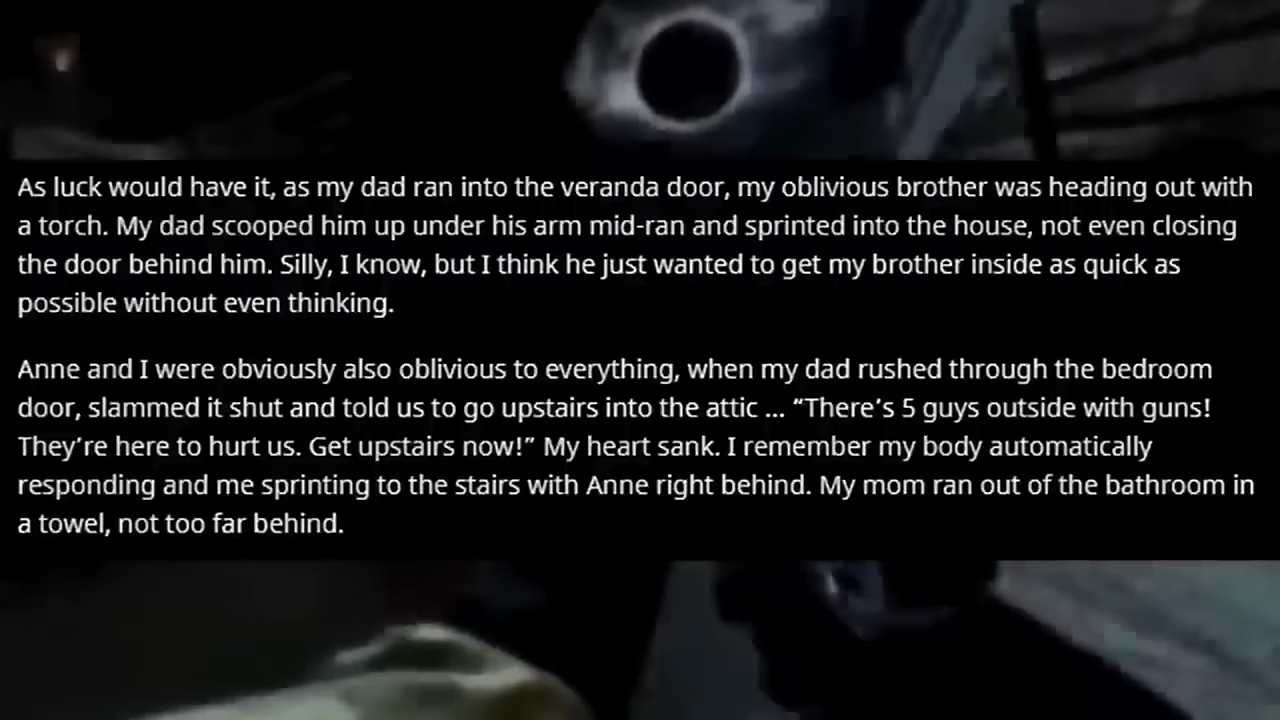 As luck would have it, as my dad ran into the veranda door, my oblivious brother was heading out with
a torch. My dad scooped him up under his arm mid-ran and sprinted into the house, not even closing
the door behind him. Silly, I know, but I think he just wanted to get my brother inside as quick as
possible without even thinking.
Anne and I were obviously also oblivious to everything, when my dad rushed through the bedroom
door, slammed it shut and told us to go upstairs into the attic ... “There’s 5 guys outside with guns!
They’re here to hurt us. Get upstairs now!” My heart sank. I remember my body automatically
responding and me sprinting to the stairs with Anne right behind. My mom ran out of the bathroom in
a towel, not too far behind.